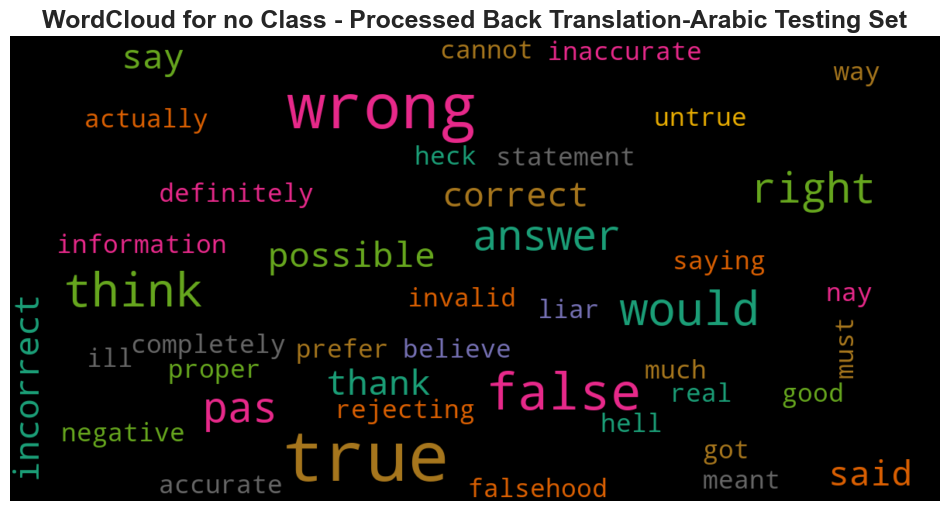 WordCloud for no Class - Processed Back Translation-Arabic Testing Set
cannot inaccurate
say
way
wrong
actually
untrue
heck statement
definitely
correct
right
answer
information
possible
saying
think
invalid
liar
would
nay
incorrect
completely
ill
prefer believe
must
proper
thank
much
false
real
good
pas
rejecting
negative
hell
true
got
said
accurate
falsehood
meant